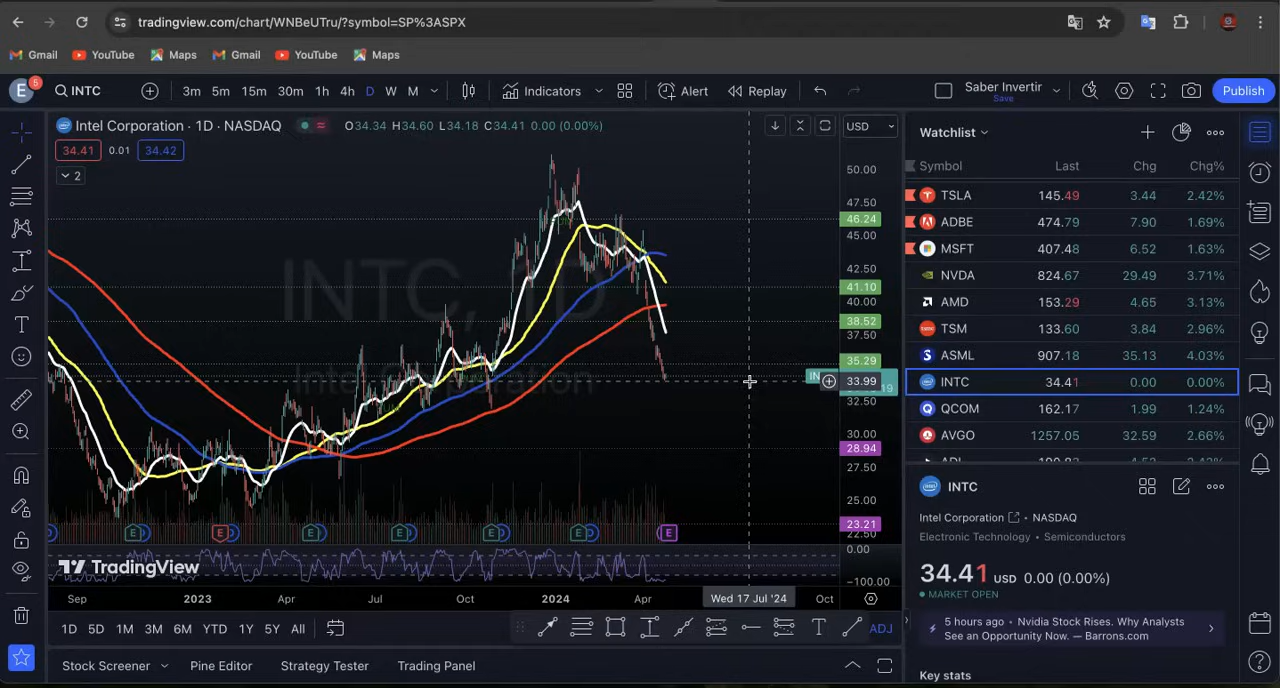 tradingview.com/chart/WNBeUTru/?symbol=SP%3ASPX
Gmail YouTube Maps Gmail YouTube Maps
E 5 INTC 3m 5m 15m 30m 1h 4h D W M Indicators Alert Replay Saber Invertir Save Publish
Intel Corporation · 1D · NASDAQ O34.34 H34.60 L34.18 C34.41 0.00 (0.00%) USD
34.41 0.01 34.42
2
INTC, 1D
Intel Corporation
50.00
47.50
46.24
45.00
42.50
41.10
40.00
38.52
37.50
35.29
33.99
32.50
30.00
28.94
27.50
25.00
23.21
22.50
0.00
−100.00
TradingView
Sep 2023 Apr Jul Oct 2024 Apr Wed 17 Jul '24 Oct
1D 5D 1M 3M 6M YTD 1Y 5Y All ADJ
Stock Screener Pine Editor Strategy Tester Trading Panel
Watchlist
Symbol Last Chg Chg%
TSLA 145.49 3.44 2.42%
ADBE 474.79 7.90 1.69%
MSFT 407.48 6.52 1.63%
NVDA 824.67 29.49 3.71%
AMD 153.29 4.65 3.13%
TSM 133.60 3.84 2.96%
ASML 907.18 35.13 4.03%
INTC 34.41 0.00 0.00%
QCOM 162.17 1.99 1.24%
AVGO 1257.05 32.59 2.66%
INTC
Intel Corporation • NASDAQ
Electronic Technology • Semiconductors
34.41 USD 0.00 (0.00%)
MARKET OPEN
5 hours ago • Nvidia Stock Rises. Why Analysts
See an Opportunity Now. — Barrons.com
Key stats